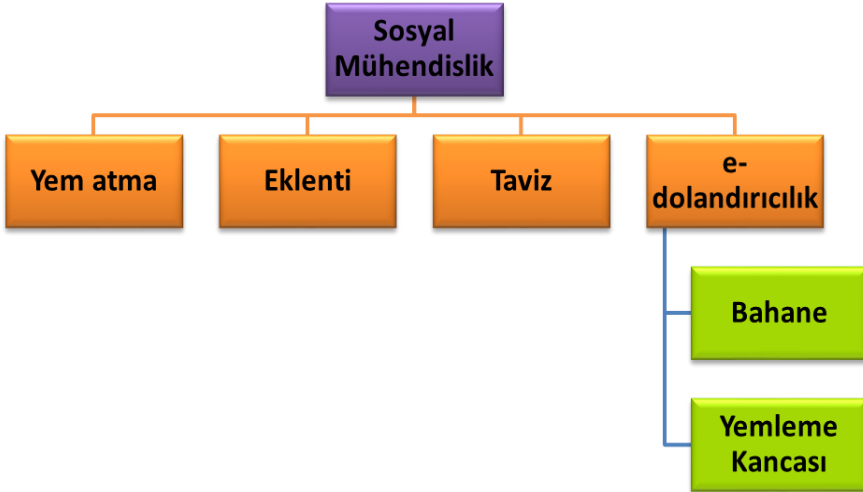 Sosyal
Mühendislik
Yem atma
Eklenti
Taviz
e-
dolandırıcılık
Bahane
Yemleme
Kancası